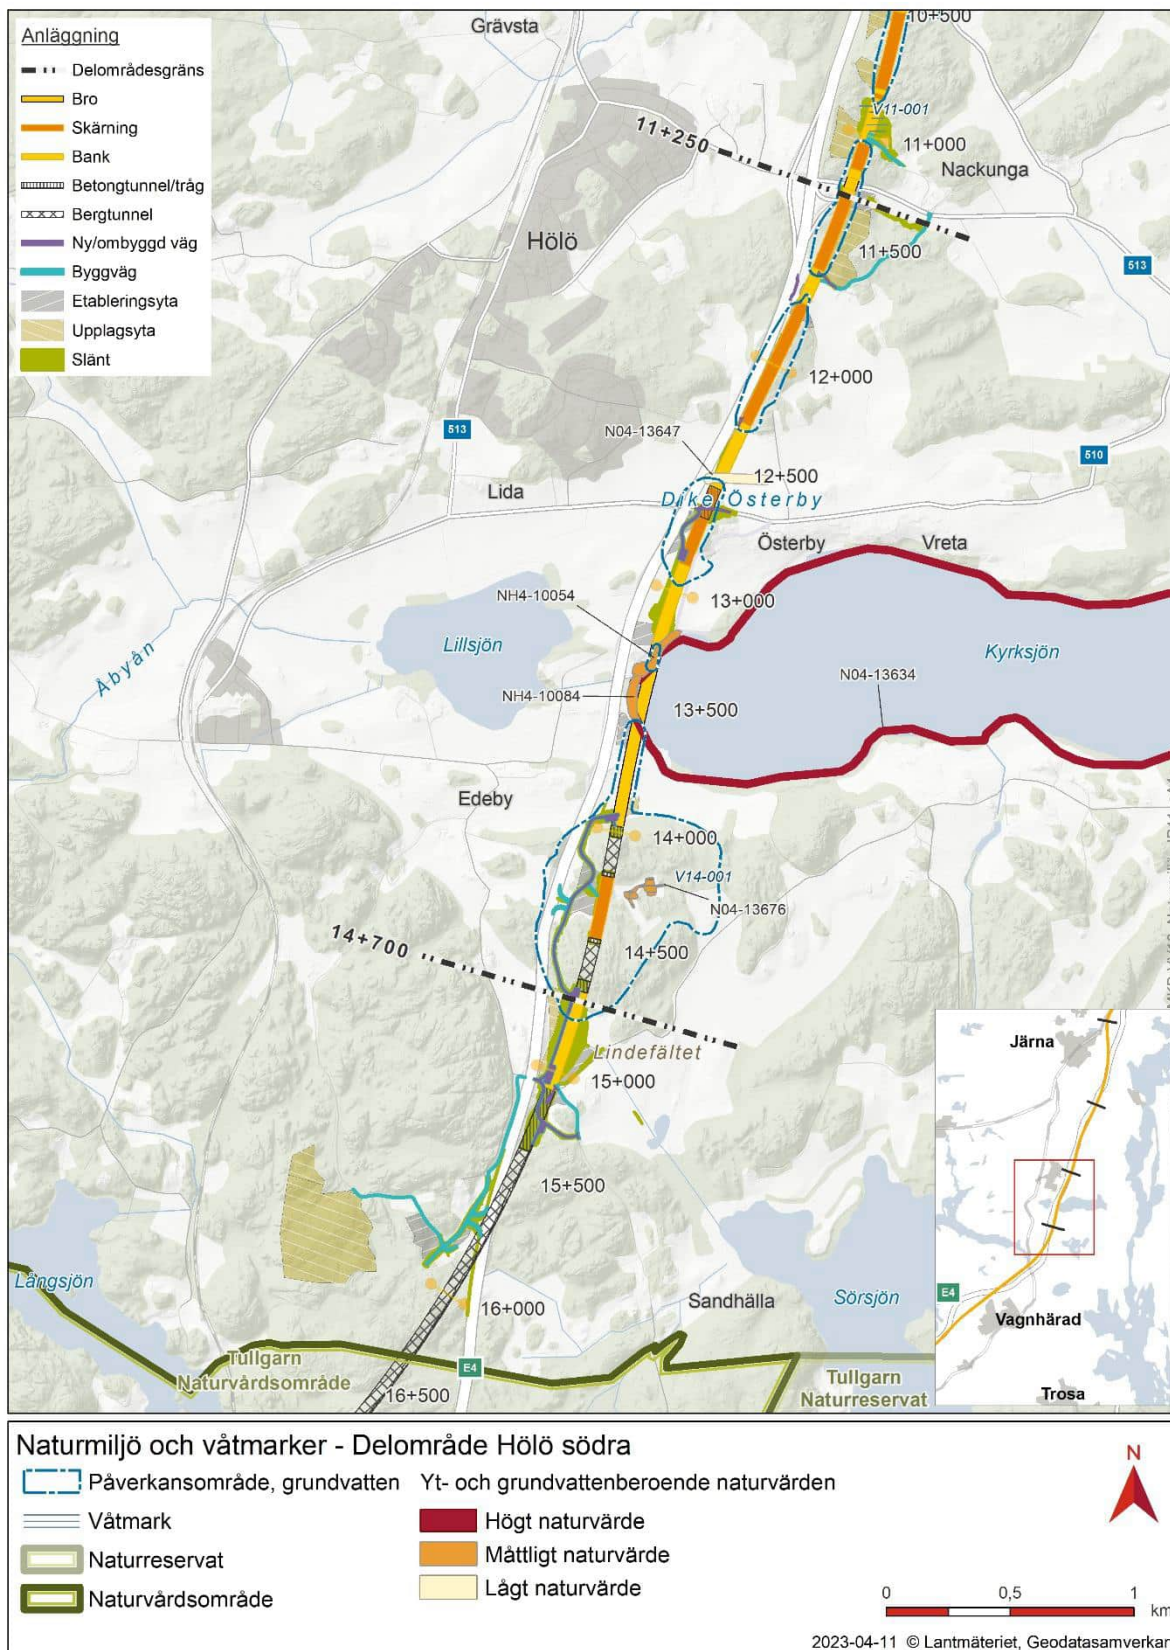 Anläggning
Delområdesgräns
Bro
Skärning
Bank
Betongtunnel/tråg
Bergtunnel
Ny/ombyggd väg
Byggväg
Etableringsyta
Upplagsyta
Slänt
Grävsta
10+500
V11-001
11+000
Nackunga
11+250
Hölö
11+500
513
12+000
513
N04-13647
510
12+500
Lida
Dike Österby
Österby
Vreta
NH4-10054
13+000
Lillsjön
Kyrksjön
Åbyån
N04-13634
NH4-10084
13+500
Edeby
14+000
V14-001
N04-13676
14+700
14+500
Lindefältet
15+000
Järna
15+500
Långsjön
Sörsjön
16+000
Sandhälla
E4
Vagnhärad
Tullgarn
Naturvårdsområde
E4
16+500
Tullgarn
Naturreservat
Trosa
Naturmiljö och våtmarker - Delområde Hölö södra
Påverkansområde, grundvatten
Våtmark
Naturreservat
Naturvårdsområde
Yt- och grundvattenberoende naturvärden
Högt naturvärde
Måttligt naturvärde
Lågt naturvärde
N
0 0,5 1
km
2023-04-11 © Lantmäteriet, Geodatasamverkan